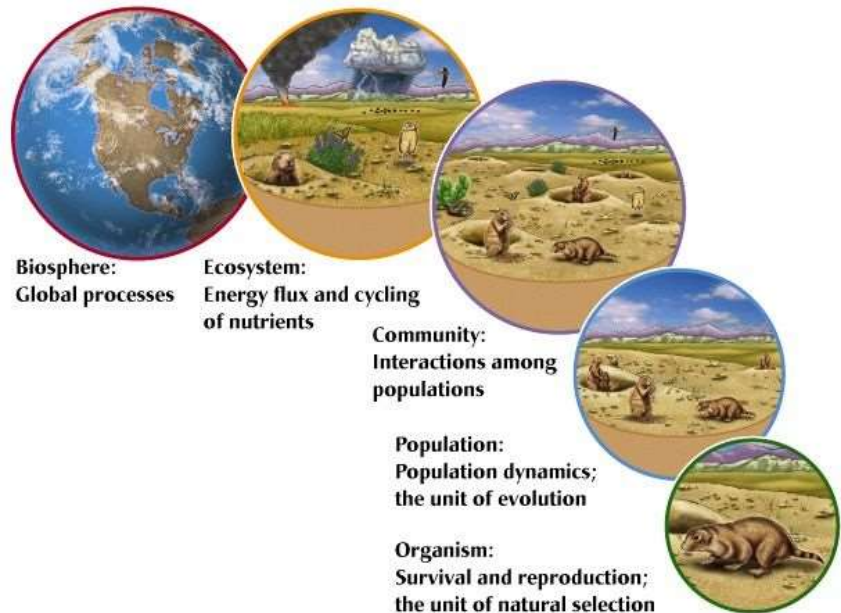 Biosphere:
Global processes
Ecosystem:
Energy flux and cycling
of nutrients
Community:
Interactions among
populations
Population:
Population dynamics;
the unit of evolution
Organism:
Survival and reproduction;
the unit of natural selection